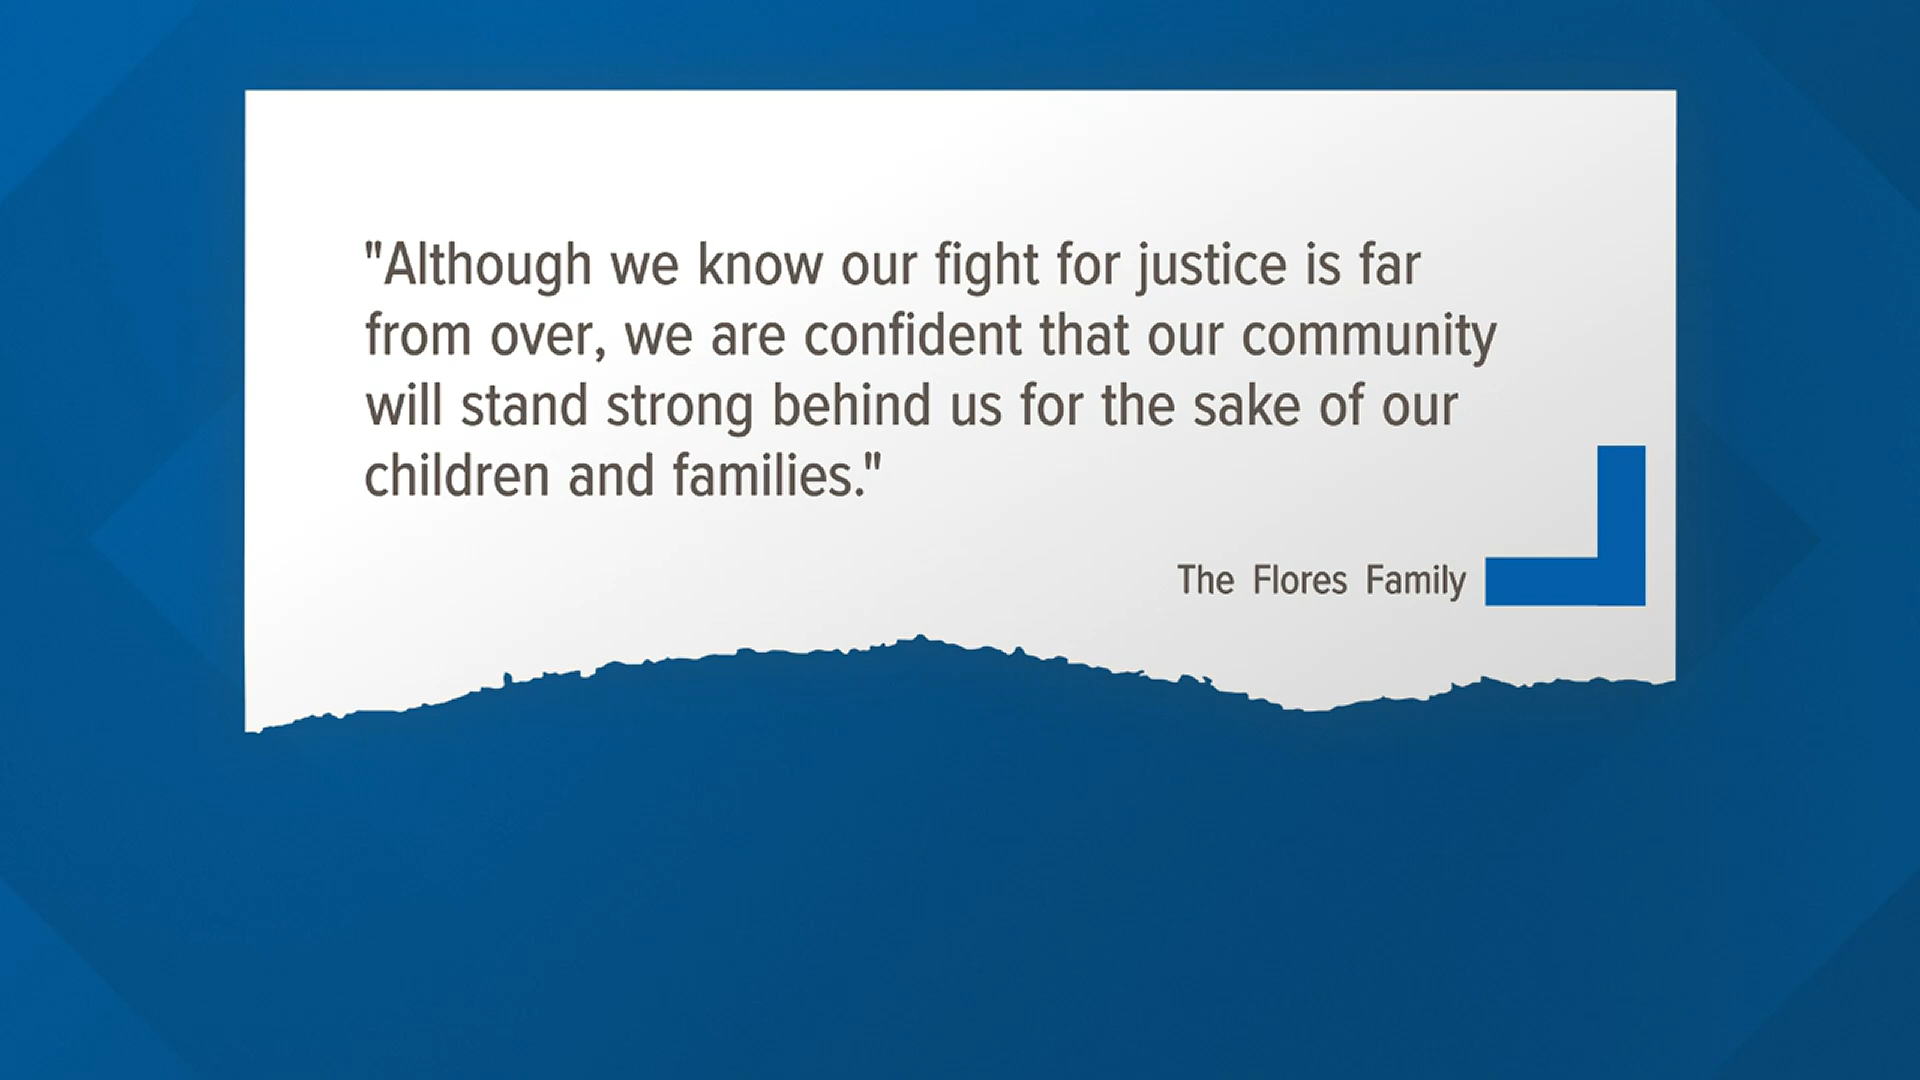 "Although we know our fight for justice is far
from over, we are confident that our community
will stand strong behind us for the sake of our
children and families."
The Flores Family